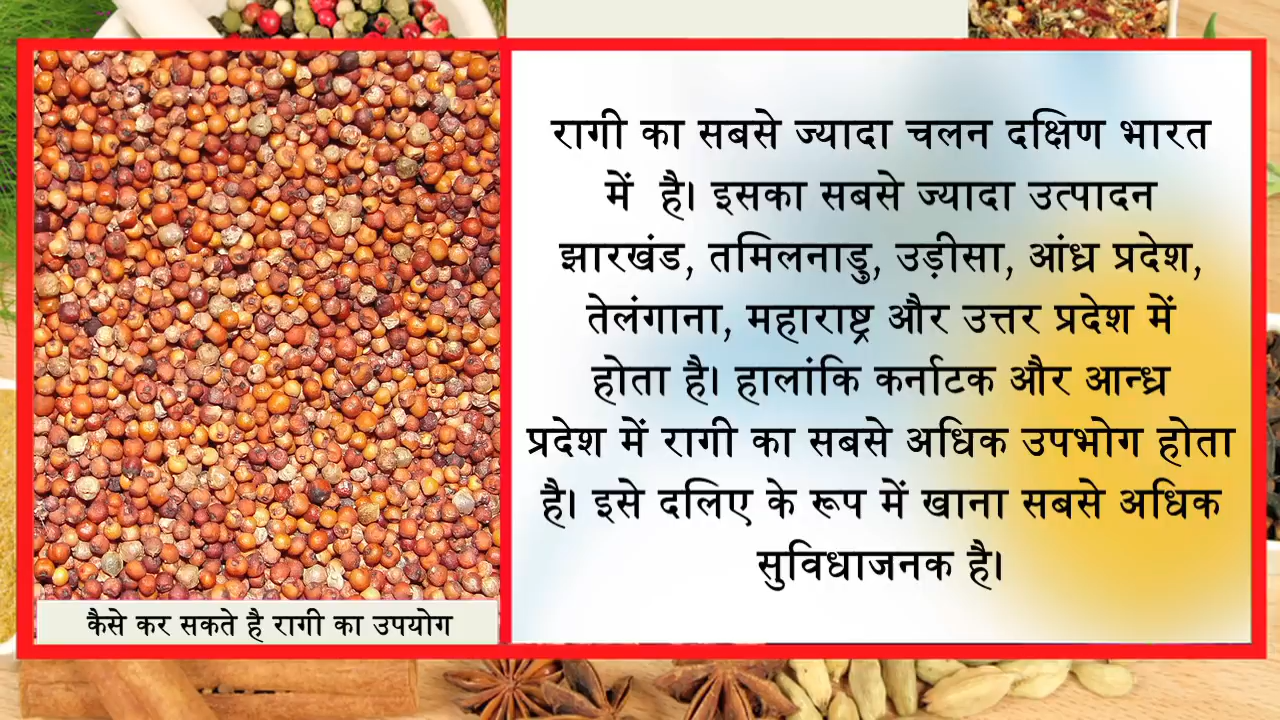 रागी का सबसे ज्यादा चलन दक्षिण भारत
में है। इसका सबसे ज्यादा उत्पादन
झारखंड, तमिलनाडु, उड़ीसा, आंध्र प्रदेश,
तेलंगाना, महाराष्ट्र और उत्तर प्रदेश में
होता है। हालांकि कर्नाटक और आन्ध्र
प्रदेश में रागी का सबसे अधिक उपभोग होता
है। इसे दलिए के रूप में खाना सबसे अधिक
सुविधाजनक है।
कैसे कर सकते है रागी का उपयोग